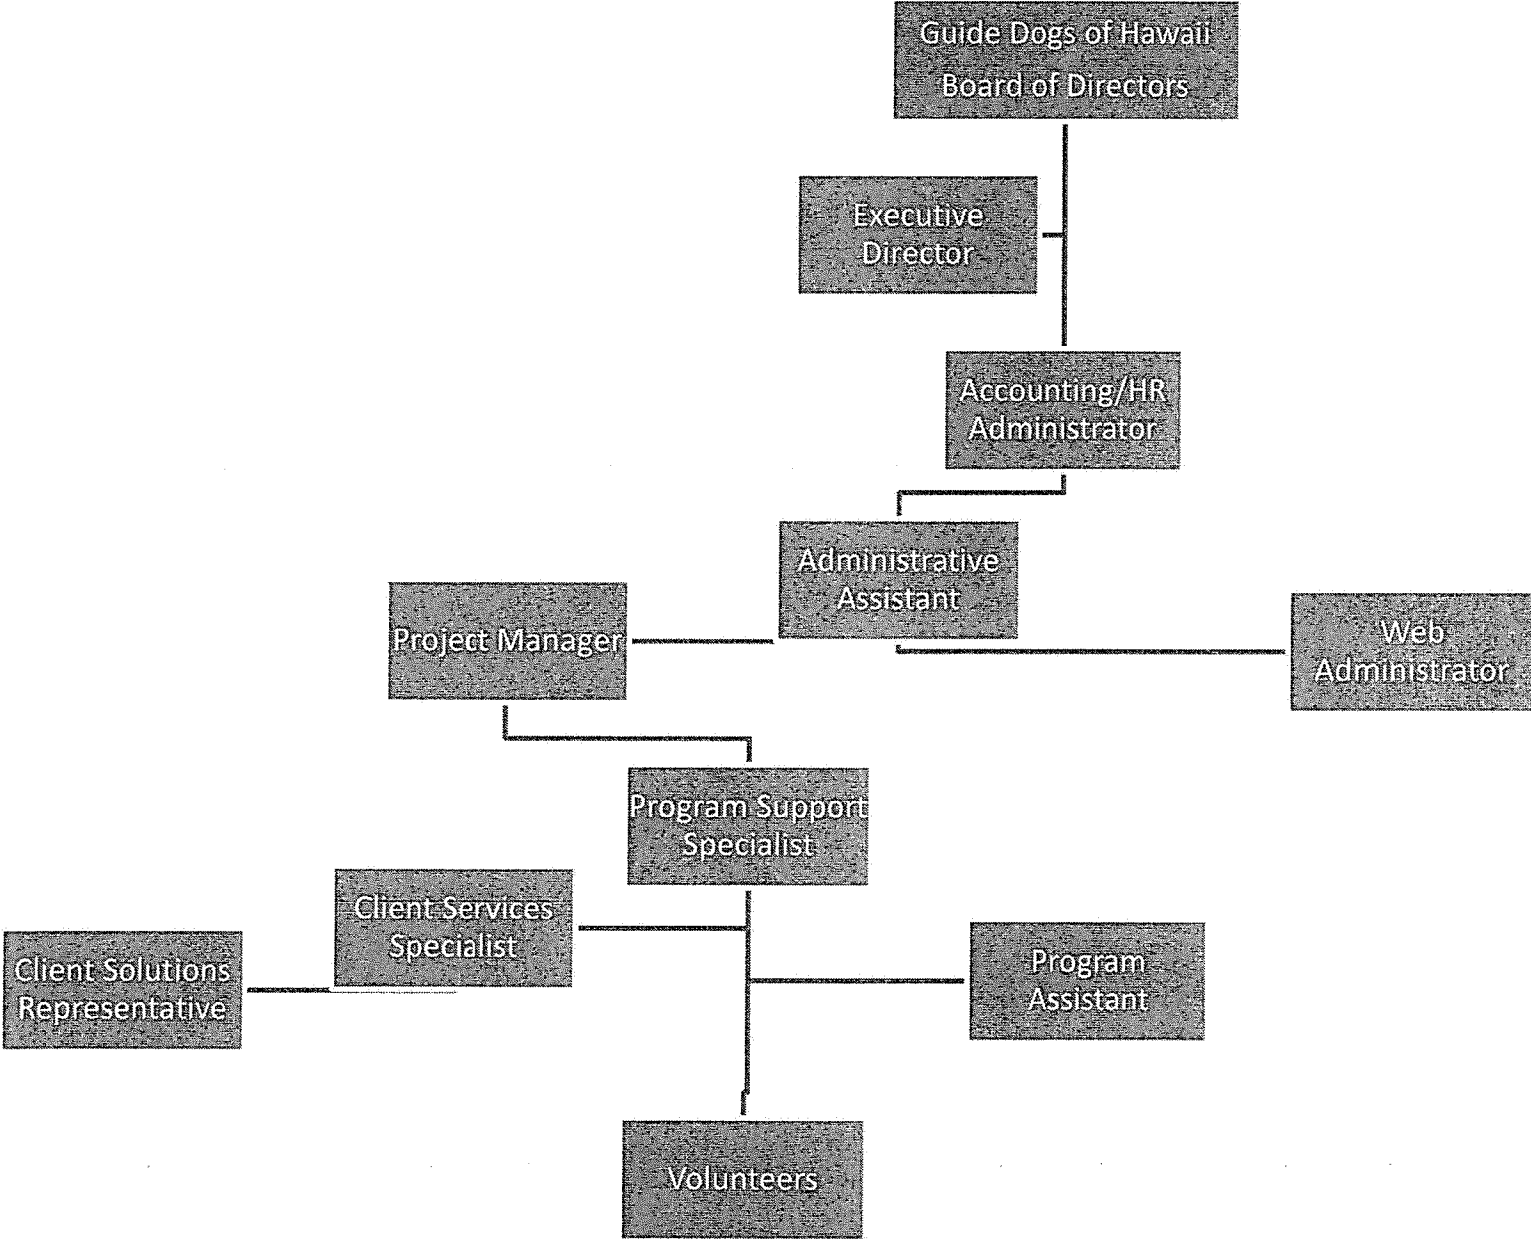 Guide Dogs of Hawaii
Board of Directors
Executive
Director
Accounting/HR
Administrator
Administrative
Assistant
Project Manager
Web
Administrator
Program Support
Specialist
Client Services
Specialist
Client Solutions
Representative
Program
Assistant
Volunteers